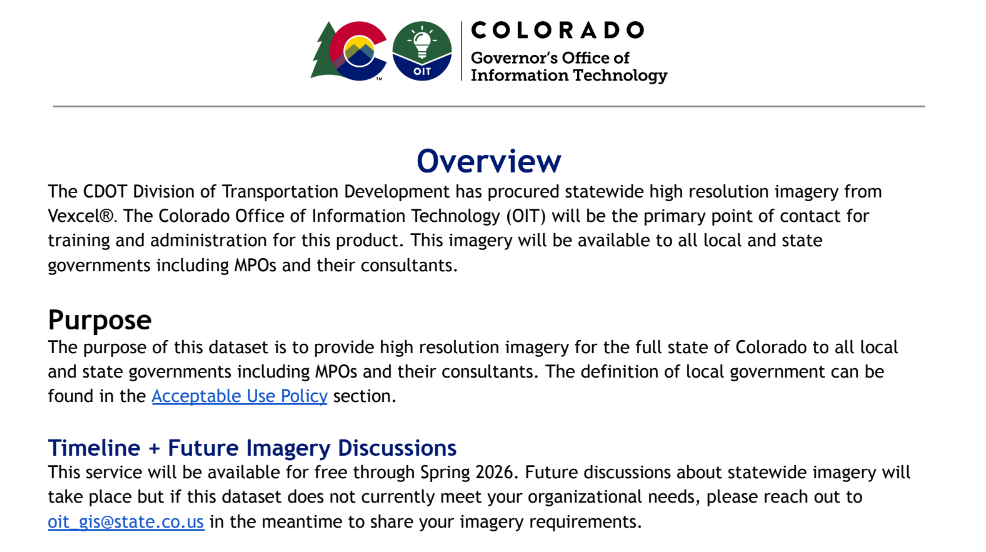 COLORADO
Governor's Office of
Information Technology
OIT
TM
Overview
The CDOT Division of Transportation Development has procured statewide high resolution imagery from
Vexcel®. The Colorado Office of Information Technology (OIT) will be the primary point of contact for
training and administration for this product. This imagery will be available to all local and state
governments including MPOs and their consultants.
Purpose
The purpose of this dataset is to provide high resolution imagery for the full state of Colorado to all local
and state governments including MPOs and their consultants. The definition of local government can be
found in the Acceptable Use Policy section.
Timeline + Future Imagery Discussions
This service will be available for free through Spring 2026. Future discussions about statewide imagery will
take place but if this dataset does not currently meet your organizational needs, please reach out to
oit_gis@state.co.us in the meantime to share your imagery requirements.